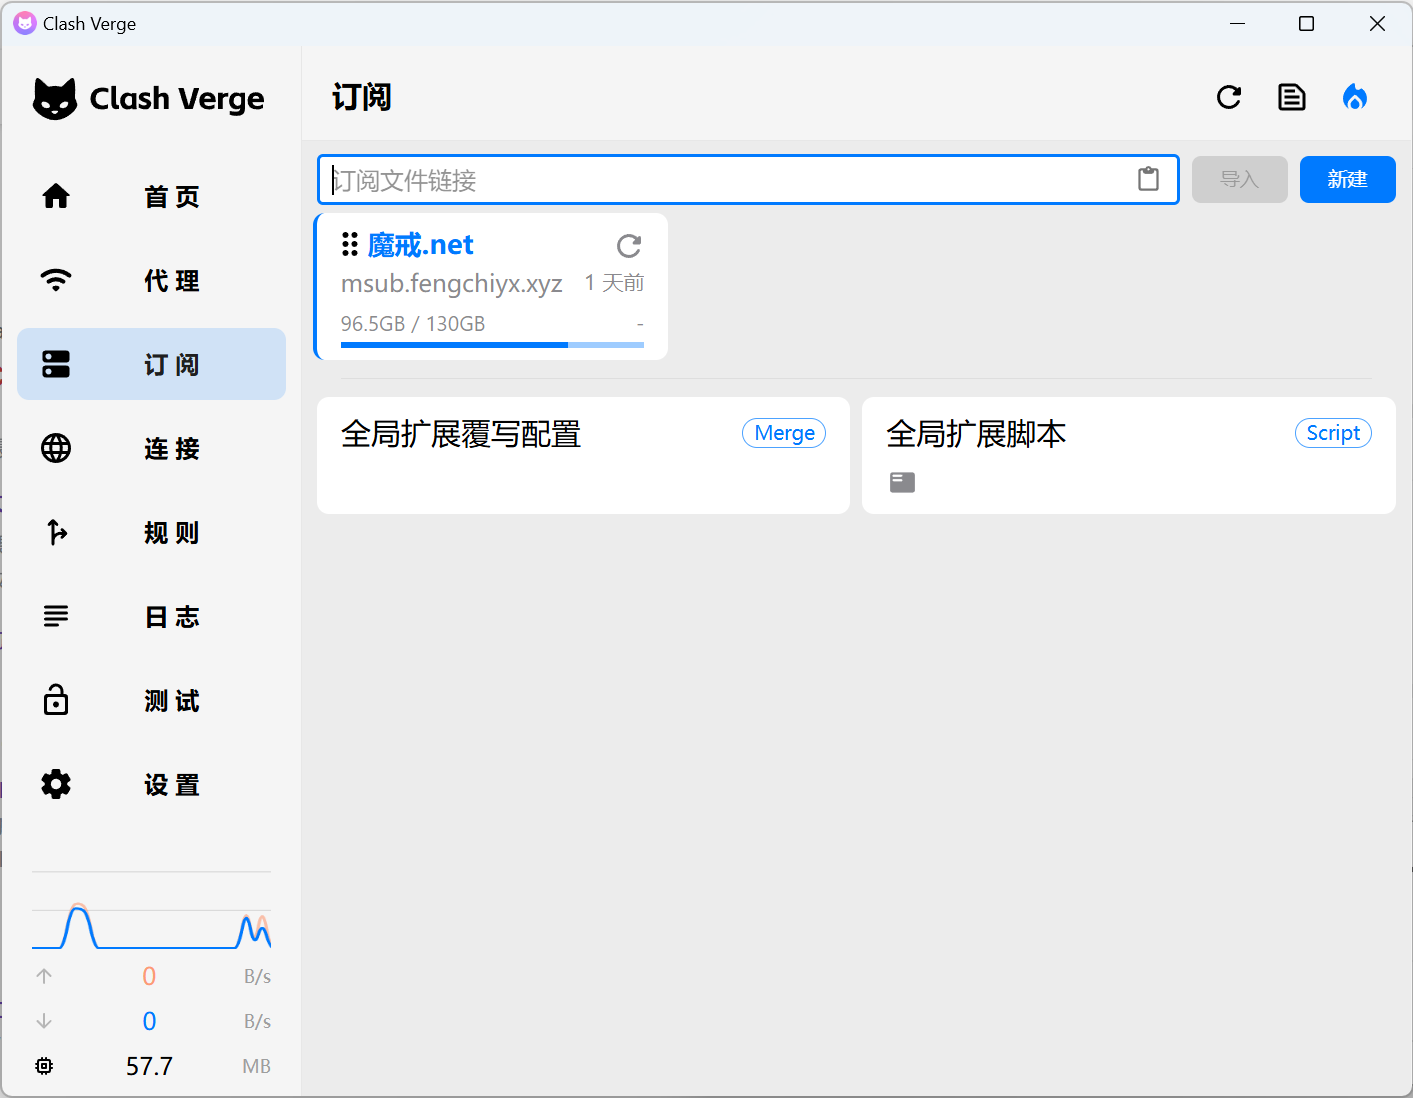 Clash Verge
Clash Verge
首 页
代 理
订 阅
连 接
规 则
日 志
测 试
设 置
0 B/s
0 B/s
57.7 MB
订阅
订阅文件链接
导入
新建
魔戒.net
msub.fengchiyx.xyz 1 天前
96.5GB / 130GB -
全局扩展覆写配置 Merge
全局扩展脚本 Script